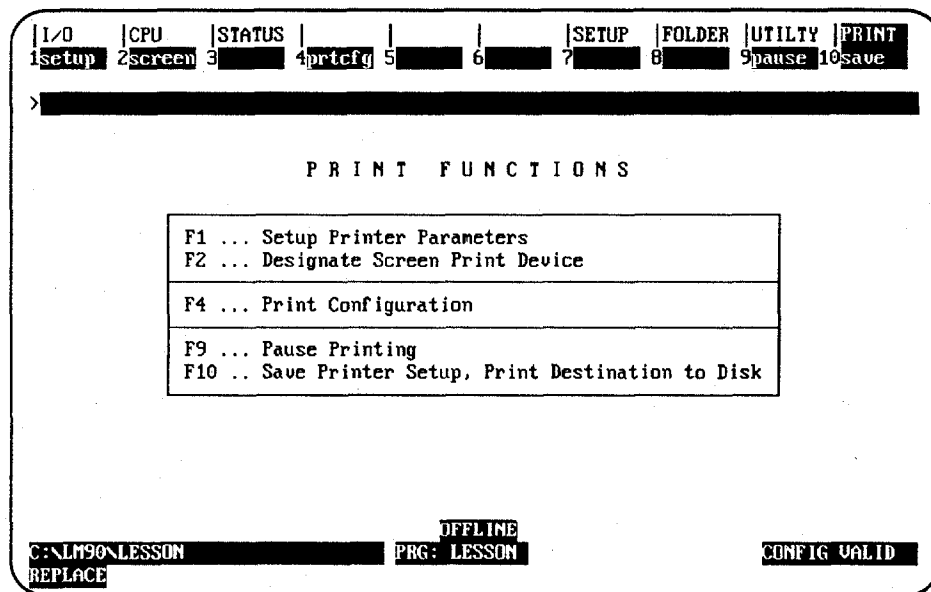 |I/O |CPU |STATUS | | | |SETUP |FOLDER |UTILTY |PRINT
1setup 2screen 3 4prtcfg 5 6 7 8 9pause 10save
>
PRINT FUNCTIONS
F1 ... Setup Printer Parameters
F2 ... Designate Screen Print Device
F4 ... Print Configuration
F9 ... Pause Printing
F10 .. Save Printer Setup, Print Destination to Disk
OFFLINE
C:\LM90\LESSON PRG: LESSON CONFIG VALID
REPLACE